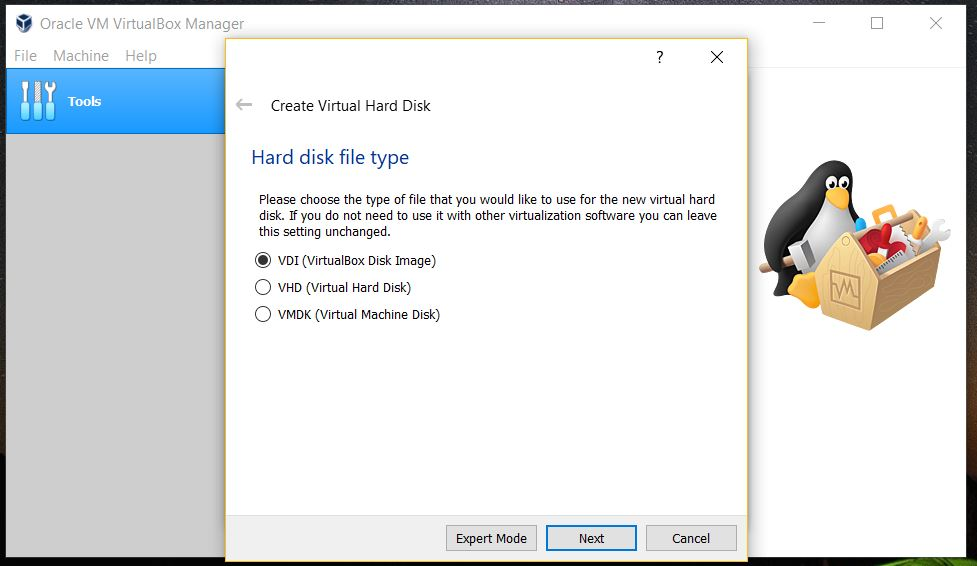 Oracle VM VirtualBox Manager
File Machine Help
?
Tools
Create Virtual Hard Disk
Hard disk file type
Please choose the type of file that you would like to use for the new virtual hard
disk. If you do not need to use it with other virtualization software you can leave
this setting unchanged.
VDI (VirtualBox Disk Image)
VHD (Virtual Hard Disk)
VMDK (Virtual Machine Disk)
Expert Mode Next Cancel